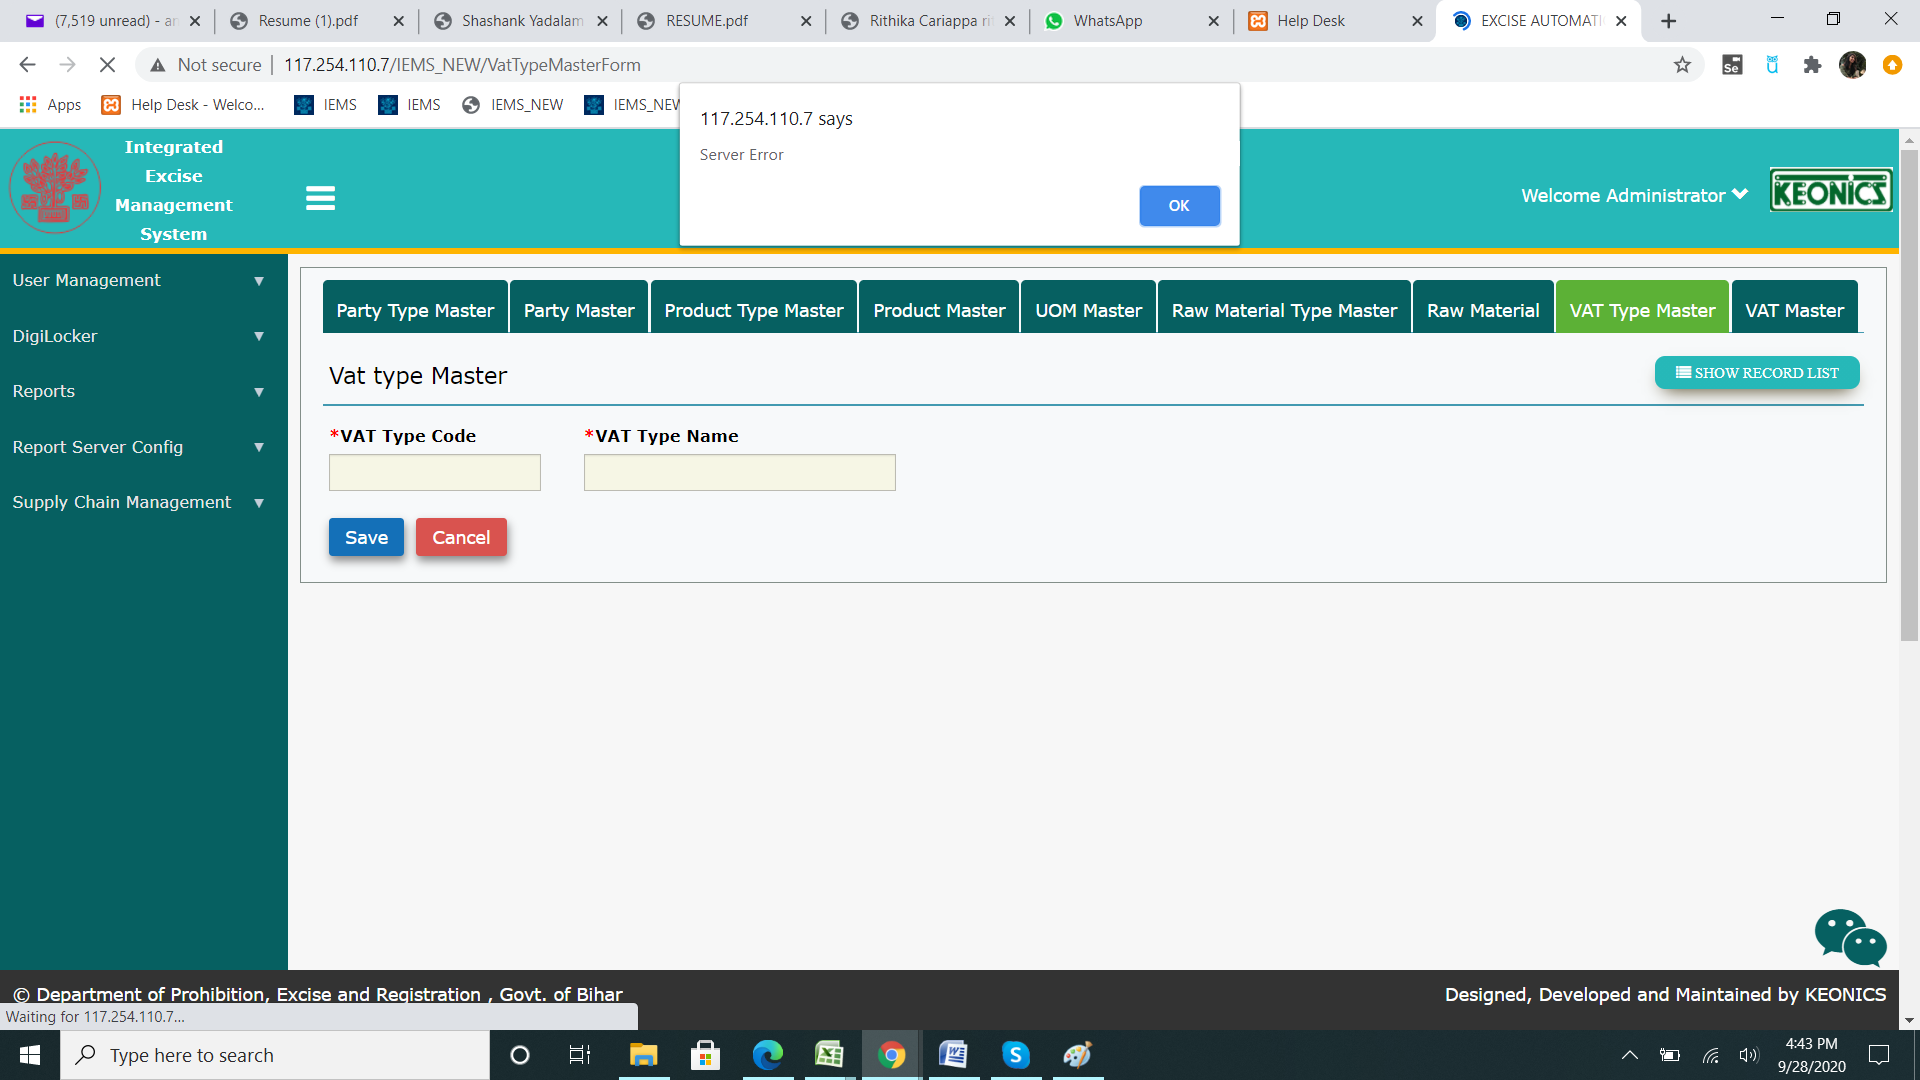 (7,519 unread) - ar
Resume (1).pdf
Shashank Yadalam
RESUME.pdf
Rithika Cariappa
WhatsApp
Help Desk
EXCISE AUTOMATI
Not secure
117.254.110.7/IEMS_NEW/VatTypeMasterForm
Se
Apps
Help Desk - Welco...
IEMS
IEMS
IEMS_NEW
IEMS_NEW
117.254.110.7 says
Server Error
OK
Integrated
Excise
Management
System
Welcome Administrator
KEONICS
User Management
DigiLocker
Reports
Report Server Config
Supply Chain Management
Party Type Master
Party Master
Product Type Master
Product Master
UOM Master
Raw Material Type Master
Raw Material
VAT Type Master
VAT Master
Vat type Master
SHOW RECORD LIST
*VAT Type Code
*VAT Type Name
Save
Cancel
© Department of Prohibition, Excise and Registration , Govt. of Bihar
Designed, Developed and Maintained by KEONICS
Waiting for 117.254.110.7...
Type here to search
4:43 PM
9/28/2020